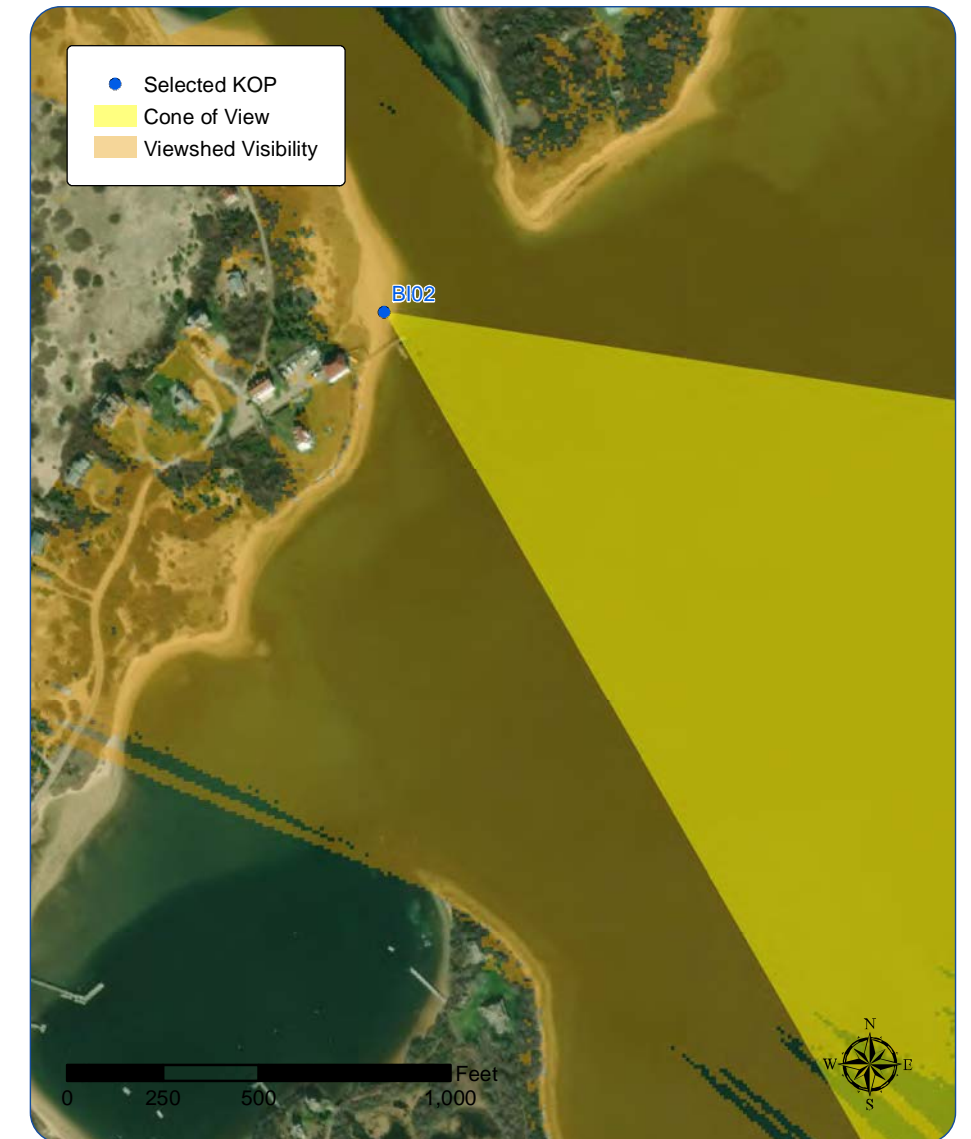 Selected KOP
Cone of View
Viewshed Visibility
BI02
N
W E
S
Feet
0 250 500 1,000